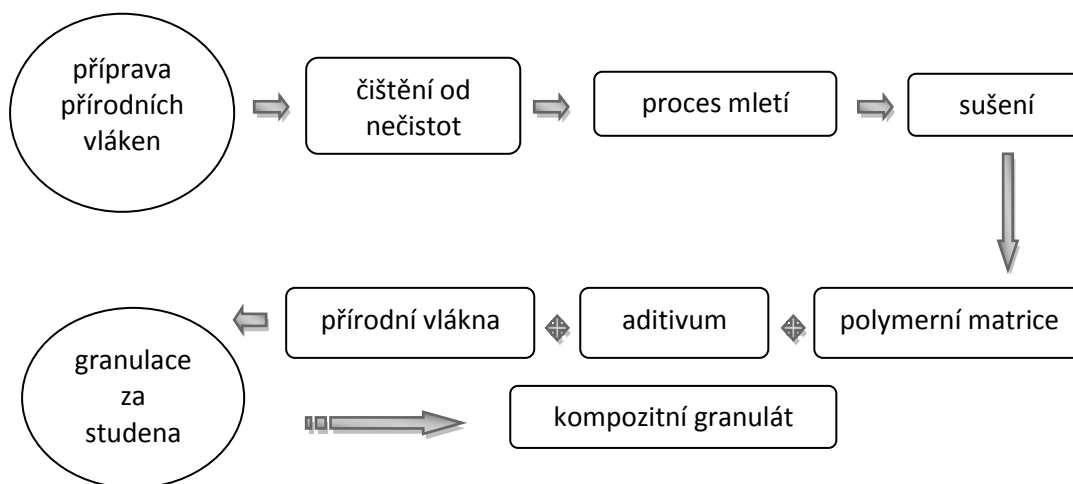 příprava
přírodních
vláken
čištění od
nečistot
proces mletí
sušení
polymerní matrice
aditivum
přírodní vlákna
granulace
za
studena
kompozitní granulát